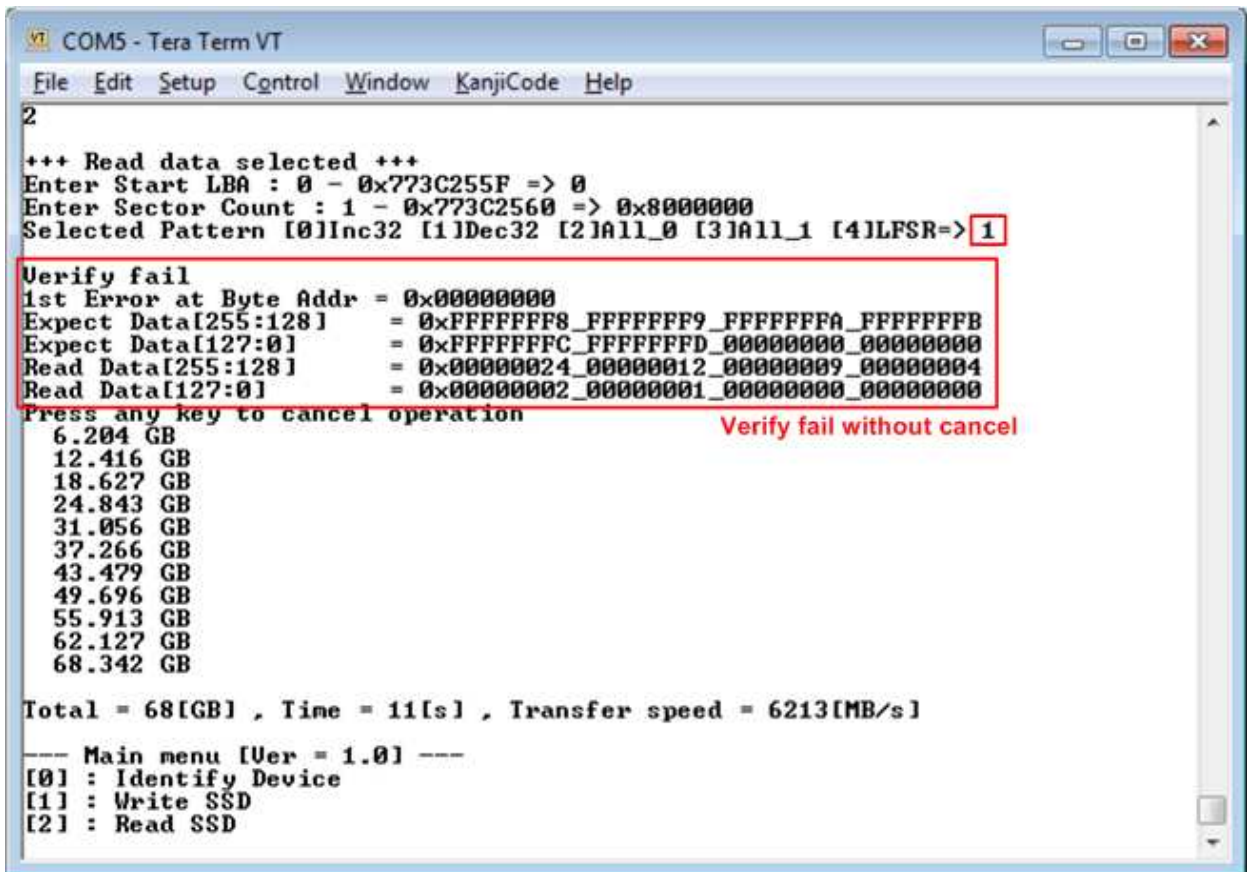 COM5 - Tera Term VT
File Edit Setup Control Window KanjiCode Help
2
+++ Read data selected +++
Enter Start LBA : 0 - 0x773C255F => 0
Enter Sector Count : 1 - 0x773C2560 => 0x8000000
Selected Pattern [0]Inc32 [1]Dec32 [2]All_0 [3]All_1 [4]LFSR=> 1
Verify fail
1st Error at Byte Addr = 0x00000000
Expect Data[255:128] = 0xFFFFFFF8_FFFFFFF9_FFFFFFFA_FFFFFFFB
Expect Data[127:0] = 0xFFFFFFFC_FFFFFFFD_00000000_00000000
Read Data[255:128] = 0x00000024_00000012_00000009_00000004
Read Data[127:0] = 0x00000002_00000001_00000000_00000000
Press any key to cancel operation
Verify fail without cancel
6.204 GB
12.416 GB
18.627 GB
24.843 GB
31.056 GB
37.266 GB
43.479 GB
49.696 GB
55.913 GB
62.127 GB
68.342 GB
Total = 68[GB] , Time = 11[s] , Transfer speed = 6213[MB/s]
--- Main menu [Ver = 1.0] ---
[0] : Identify Device
[1] : Write SSD
[2] : Read SSD